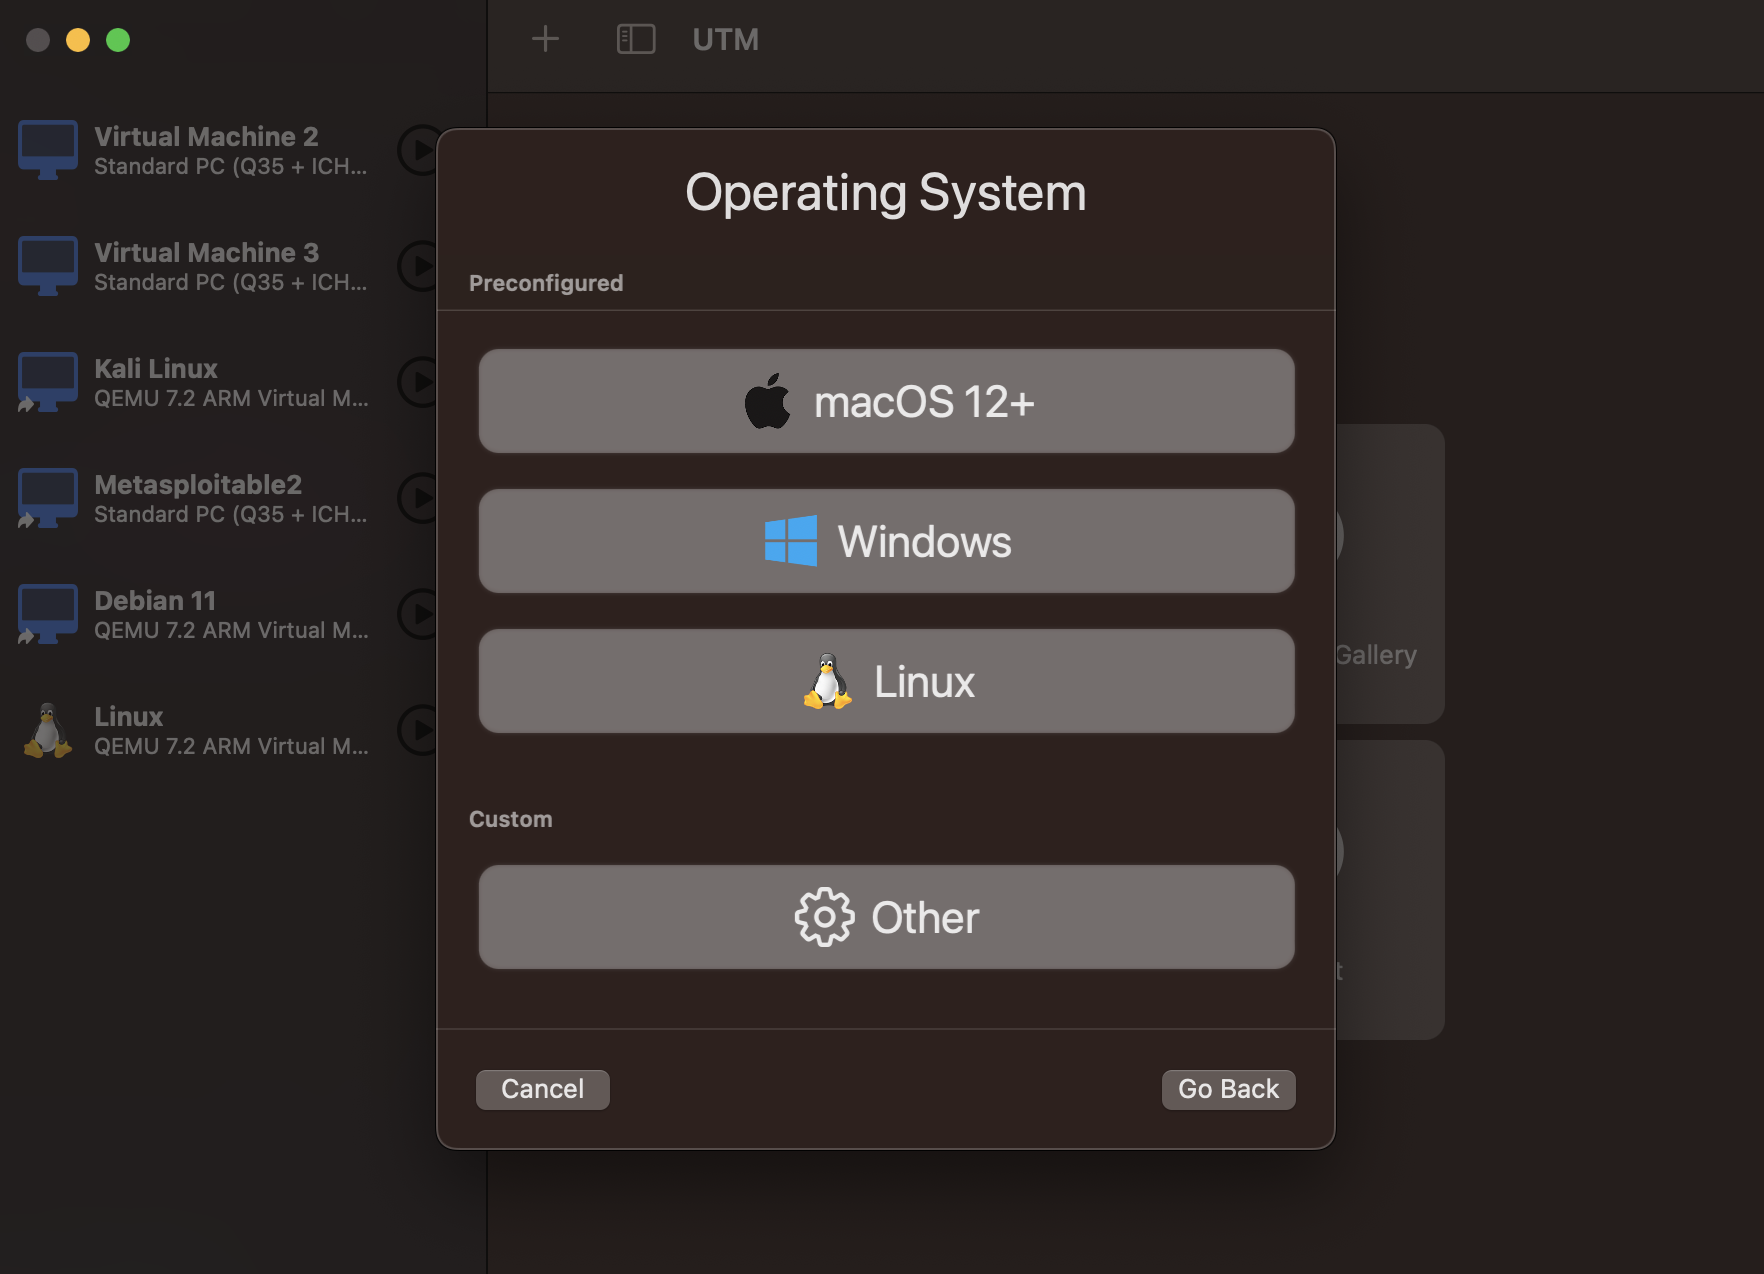 UTM
Virtual Machine 2
Standard PC (Q35 + ICH...
Virtual Machine 3
Standard PC (Q35 + ICH...
Kali Linux
QEMU 7.2 ARM Virtual M...
Metasploitable2
Standard PC (Q35 + ICH...
Debian 11
QEMU 7.2 ARM Virtual M...
Linux
QEMU 7.2 ARM Virtual M...
Operating System
Preconfigured
macOS 12+
Windows
Linux
Custom
Other
Cancel
Go Back
Gallery
t